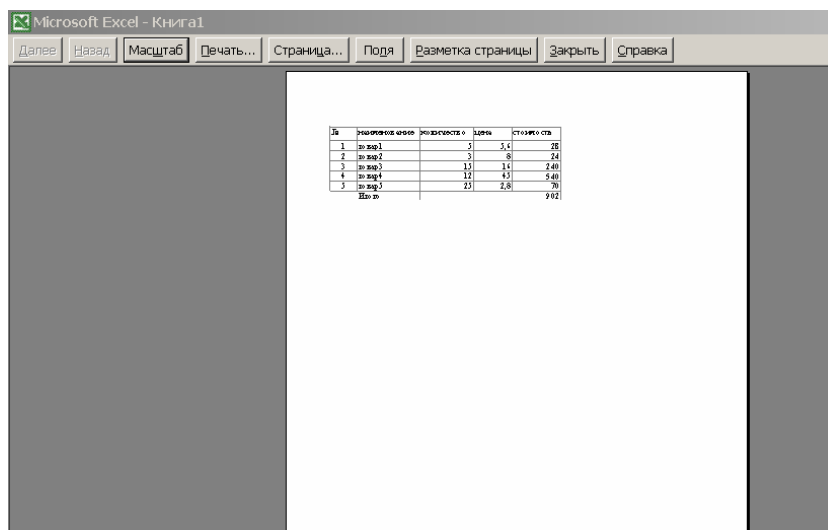 Microsoft Excel - Книга1
Далее Назад Масштаб Печать... Страница... Поля Разметка страницы Закрыть Справка
№ наименование количество цена стоимость
1 товар1 5 5,6 28
2 товар2 3 8 24
3 товар3 15 16 240
4 товар4 12 45 540
5 товар5 25 2,8 70
Итого 902